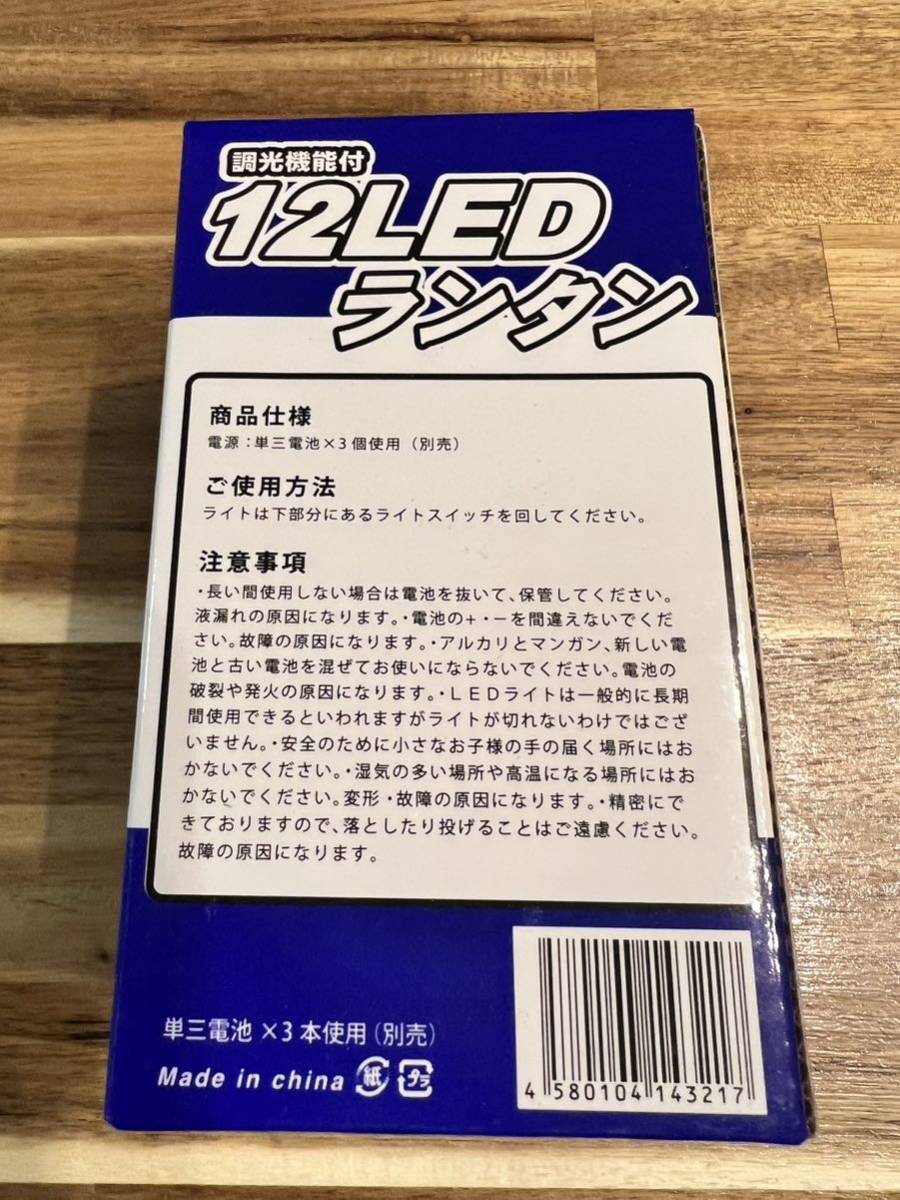 調光機能付
12LED
ランタン
商品仕様
電源：単三電池×3個使用（別売）
ご使用方法
ライトは下部分にあるライトスイッチを回してください。
注意事項
・長い間使用しない場合は電池を抜いて、保管してください。
液漏れの原因になります。・電池の+・ーを間違えないでくだ
さい。故障の原因になります。・アルカリとマンガン、新しい電
池と古い電池を混ぜてお使いにならないでください。電池の
破裂や発火の原因になります。・LEDライトは一般的に長期
間使用できるといわれますがライトが切れないわけではござ
いません。・安全のために小さなお子様の手の届く場所にはお
かないでください。・湿気の多い場所や高温になる場所にはお
かないでください。変形・故障の原因になります。・精密にで
きておりますので、落としたり投げることはご遠慮ください。
故障の原因になります。
単三電池×3本使用（別売）
Made in china 紙 ダンボール
4 580104 143217